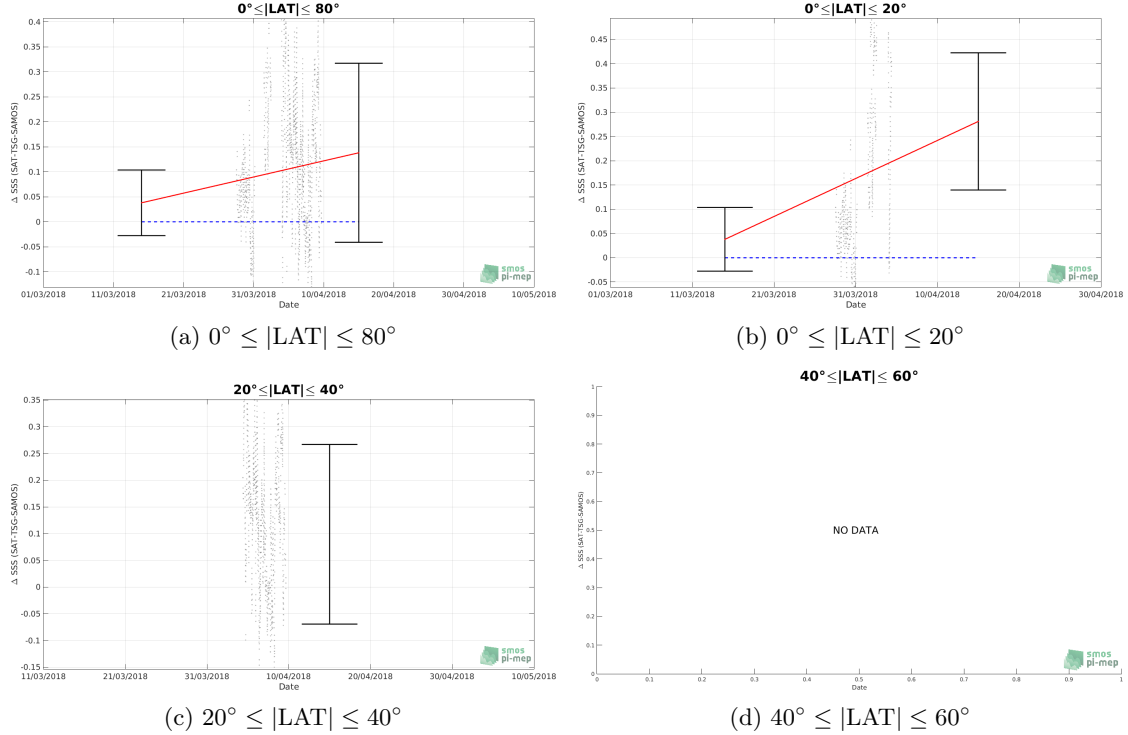 0°≤|LAT|≤ 80°
0.4
0.35
0.3
0.25
0.2
0.15
0.1
0.05
0
-0.05
-0.1
Δ SSS (SAT-TSG-SAMOS)
01/03/2018 11/03/2018 21/03/2018 31/03/2018 10/04/2018 20/04/2018 30/04/2018 10/05/2018
Date
smos
pi-mep
(a) 0° ≤ |LAT| ≤ 80°
0°≤|LAT|≤ 20°
0.45
0.4
0.35
0.3
0.25
0.2
0.15
0.1
0.05
0
-0.05
Δ SSS (SAT-TSG-SAMOS)
01/03/2018 11/03/2018 21/03/2018 31/03/2018 10/04/2018 20/04/2018 30/04/2018
Date
smos
pi-mep
(b) 0° ≤ |LAT| ≤ 20°
20°≤|LAT|≤ 40°
0.35
0.3
0.25
0.2
0.15
0.1
0.05
0
-0.05
-0.1
-0.15
Δ SSS (SAT-TSG-SAMOS)
11/03/2018 21/03/2018 31/03/2018 10/04/2018 20/04/2018 30/04/2018 10/05/2018
Date
smos
pi-mep
(c) 20° ≤ |LAT| ≤ 40°
40°≤|LAT|≤ 60°
1
0.9
0.8
0.7
0.6
0.5
0.4
0.3
0.2
0.1
0
Δ SSS (SAT-TSG-SAMOS)
NO DATA
0 0.1 0.2 0.3 0.4 0.5 0.6 0.7 0.8 0.9 1
Date
smos
pi-mep
(d) 40° ≤ |LAT| ≤ 60°